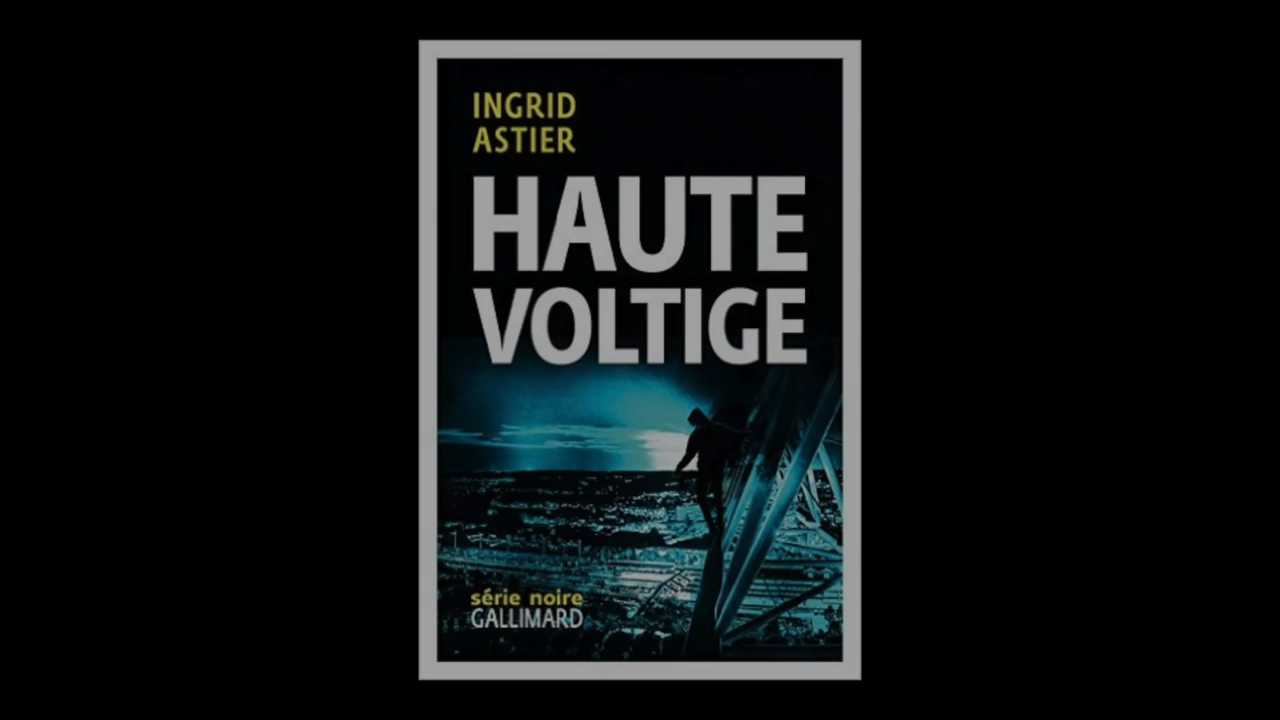 INGRID
ASTIER
HAUTE
VOLTIGE
série noire
GALLIMARD